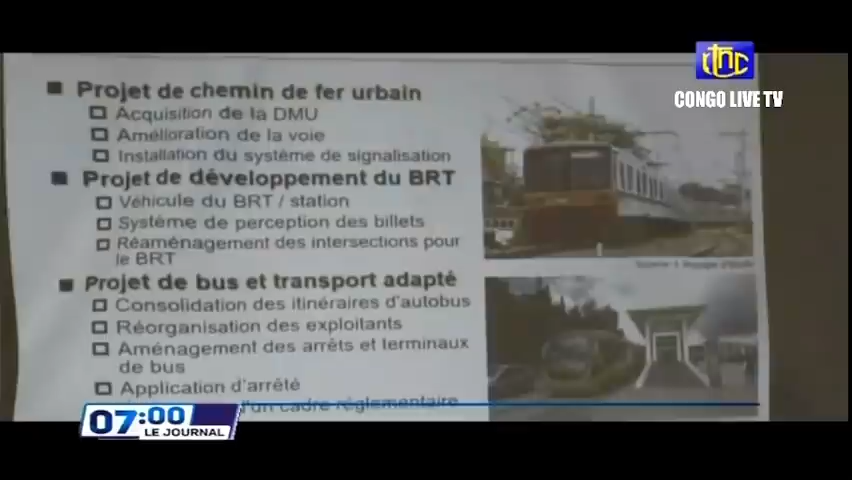 rtnc
CONGO LIVE TV
Projet de chemin de fer urbain
Acquisition de la DMU
Amélioration de la voie
Installation du système de signalisation
Projet de développement du BRT
Véhicule du BRT / station
Système de perception des billets
Réaménagement des intersections pour
le BRT
Projet de bus et transport adapté
Consolidation des itinéraires d'autobus
Réorganisation des exploitants
Aménagement des arrêts et terminaux
de bus
Application d'arrêté
d'un cadre réglementaire
07:00
LE JOURNAL